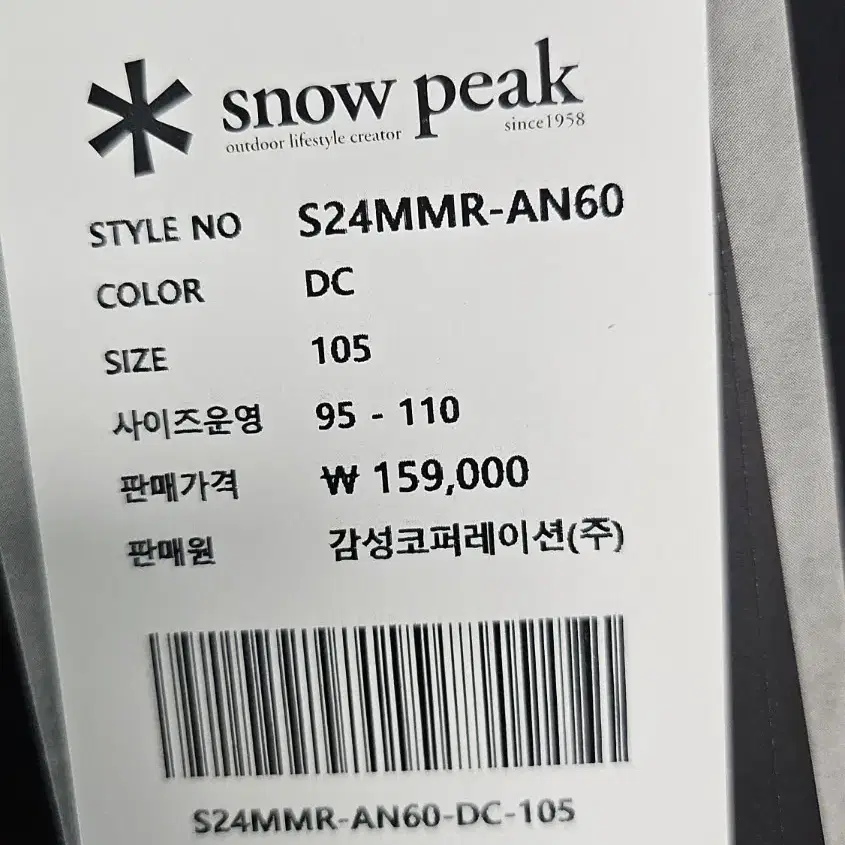 snow peak
outdoor lifestyle creator since1958
STYLE NO S24MMR-AN60
COLOR DC
SIZE 105
사이즈운영 95 - 110
판매가격 ₩ 159,000
판매원 감성코퍼레이션(주)
S24MMR-AN60-DC-105